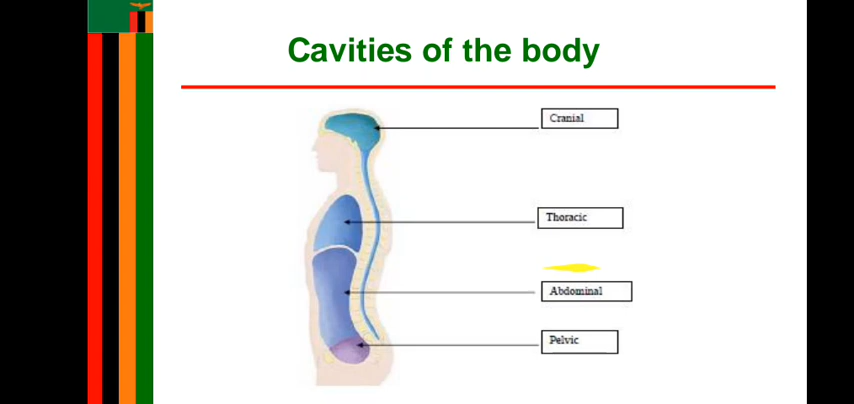 Cavities of the body
Cranial
Thoracic
Abdominal
Pelvic